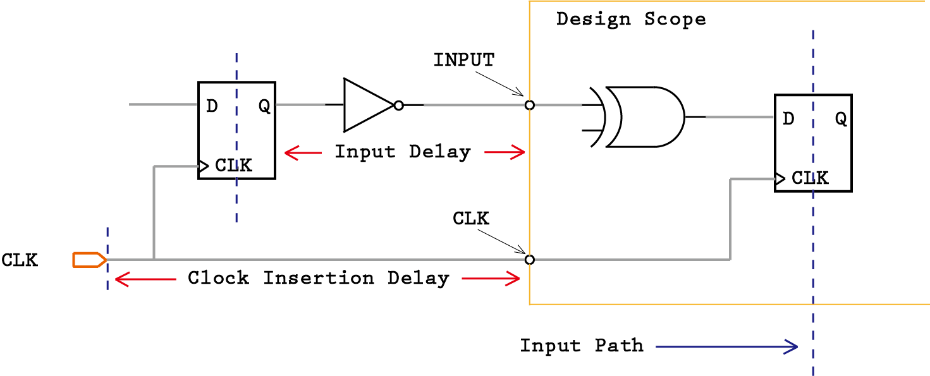 Design Scope
INPUT
D Q
CLK
D Q
CLK
Input Delay
CLK
CLK
Clock Insertion Delay
Input Path